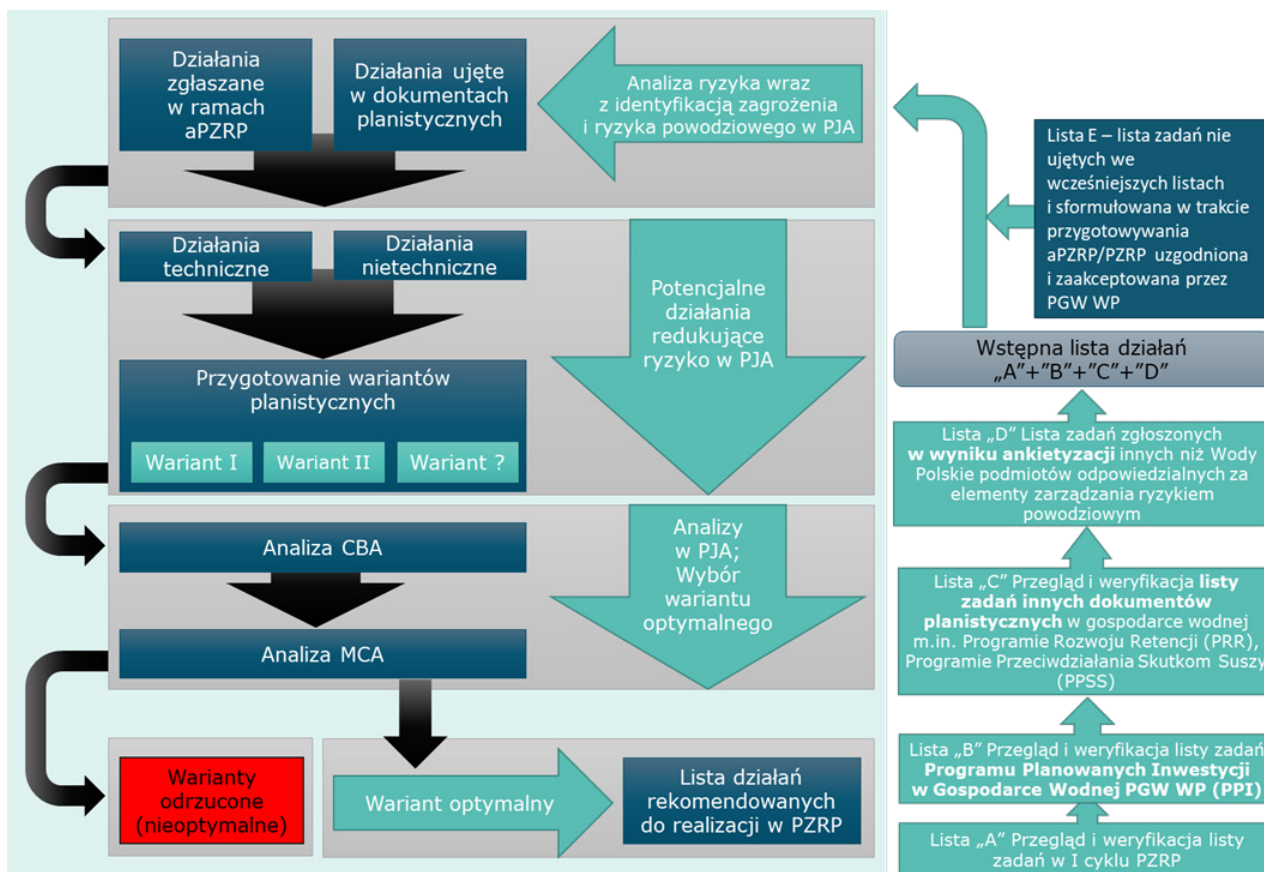 Działania
zgłaszane
w ramach
aPZRP
Działania ujęte
w dokumentach
planistycznych
Analiza ryzyka wraz
z identyfikacją zagrożenia
i ryzyka powodziowego w PJA
Działania
techniczne
Działania
nietechniczne
Potencjalne
działania
redukujące
ryzyko w PJA
Przygotowanie wariantów
planistycznych
Wariant I
Wariant II
Wariant ?
Analiza CBA
Analizy
w PJA;
Wybór
wariantu
optymalnego
Analiza MCA
Warianty
odrzucone
(nieoptymalne)
Wariant optymalny
Lista działań
rekomendowanych
do realizacji w PZRP
Lista E – lista zadań nie
ujętych we
wcześniejszych listach
i sformułowana w trakcie
przygotowywania
aPZRP/PZRP uzgodniona
i zaakceptowana przez
PGW WP
Wstępna lista działań
„A”+”B”+”C”+”D”
Lista „D” Lista zadań zgłoszonych
w wyniku ankietyzacji innych niż Wody
Polskie podmiotów odpowiedzialnych za
elementy zarządzania ryzykiem
powodziowym
Lista „C” Przegląd i weryfikacja listy
zadań innych dokumentów
planistycznych w gospodarce wodnej
m.in. Programie Rozwoju Retencji (PRR),
Programie Przeciwdziałania Skutkom Suszy
(PPSS)
Lista „B” Przegląd i weryfikacja listy zadań
Programu Planowanych Inwestycji
w Gospodarce Wodnej PGW WP (PPI)
Lista „A” Przegląd i weryfikacja listy
zadań w I cyklu PZRP